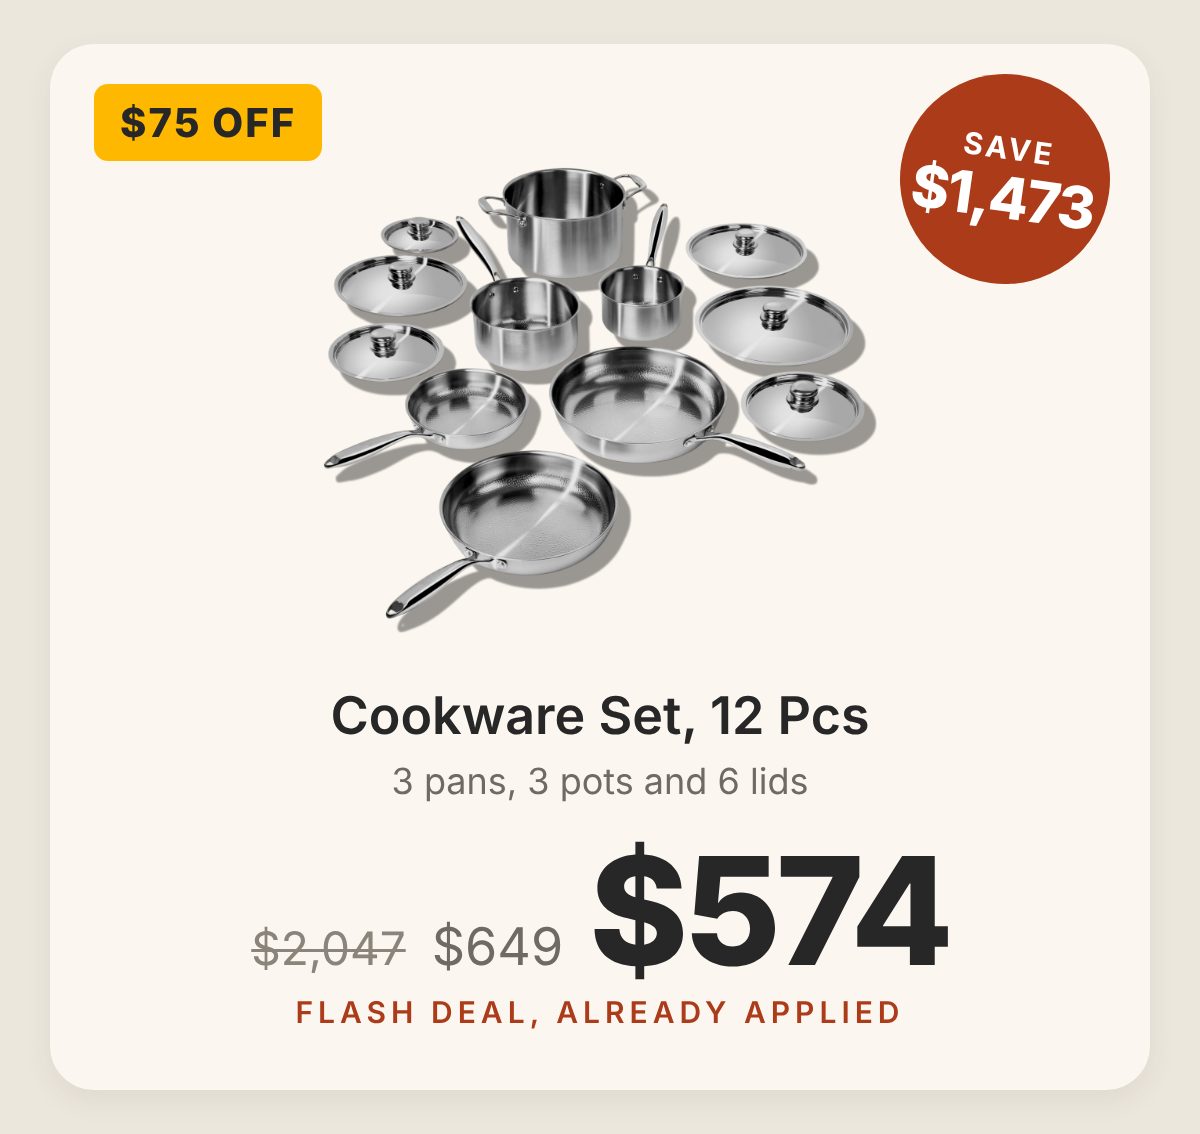 $75 OFF
SAVE
$1,473
Cookware Set, 12 Pcs
3 pans, 3 pots and 6 lids
$2,047 $649 $574
FLASH DEAL, ALREADY APPLIED